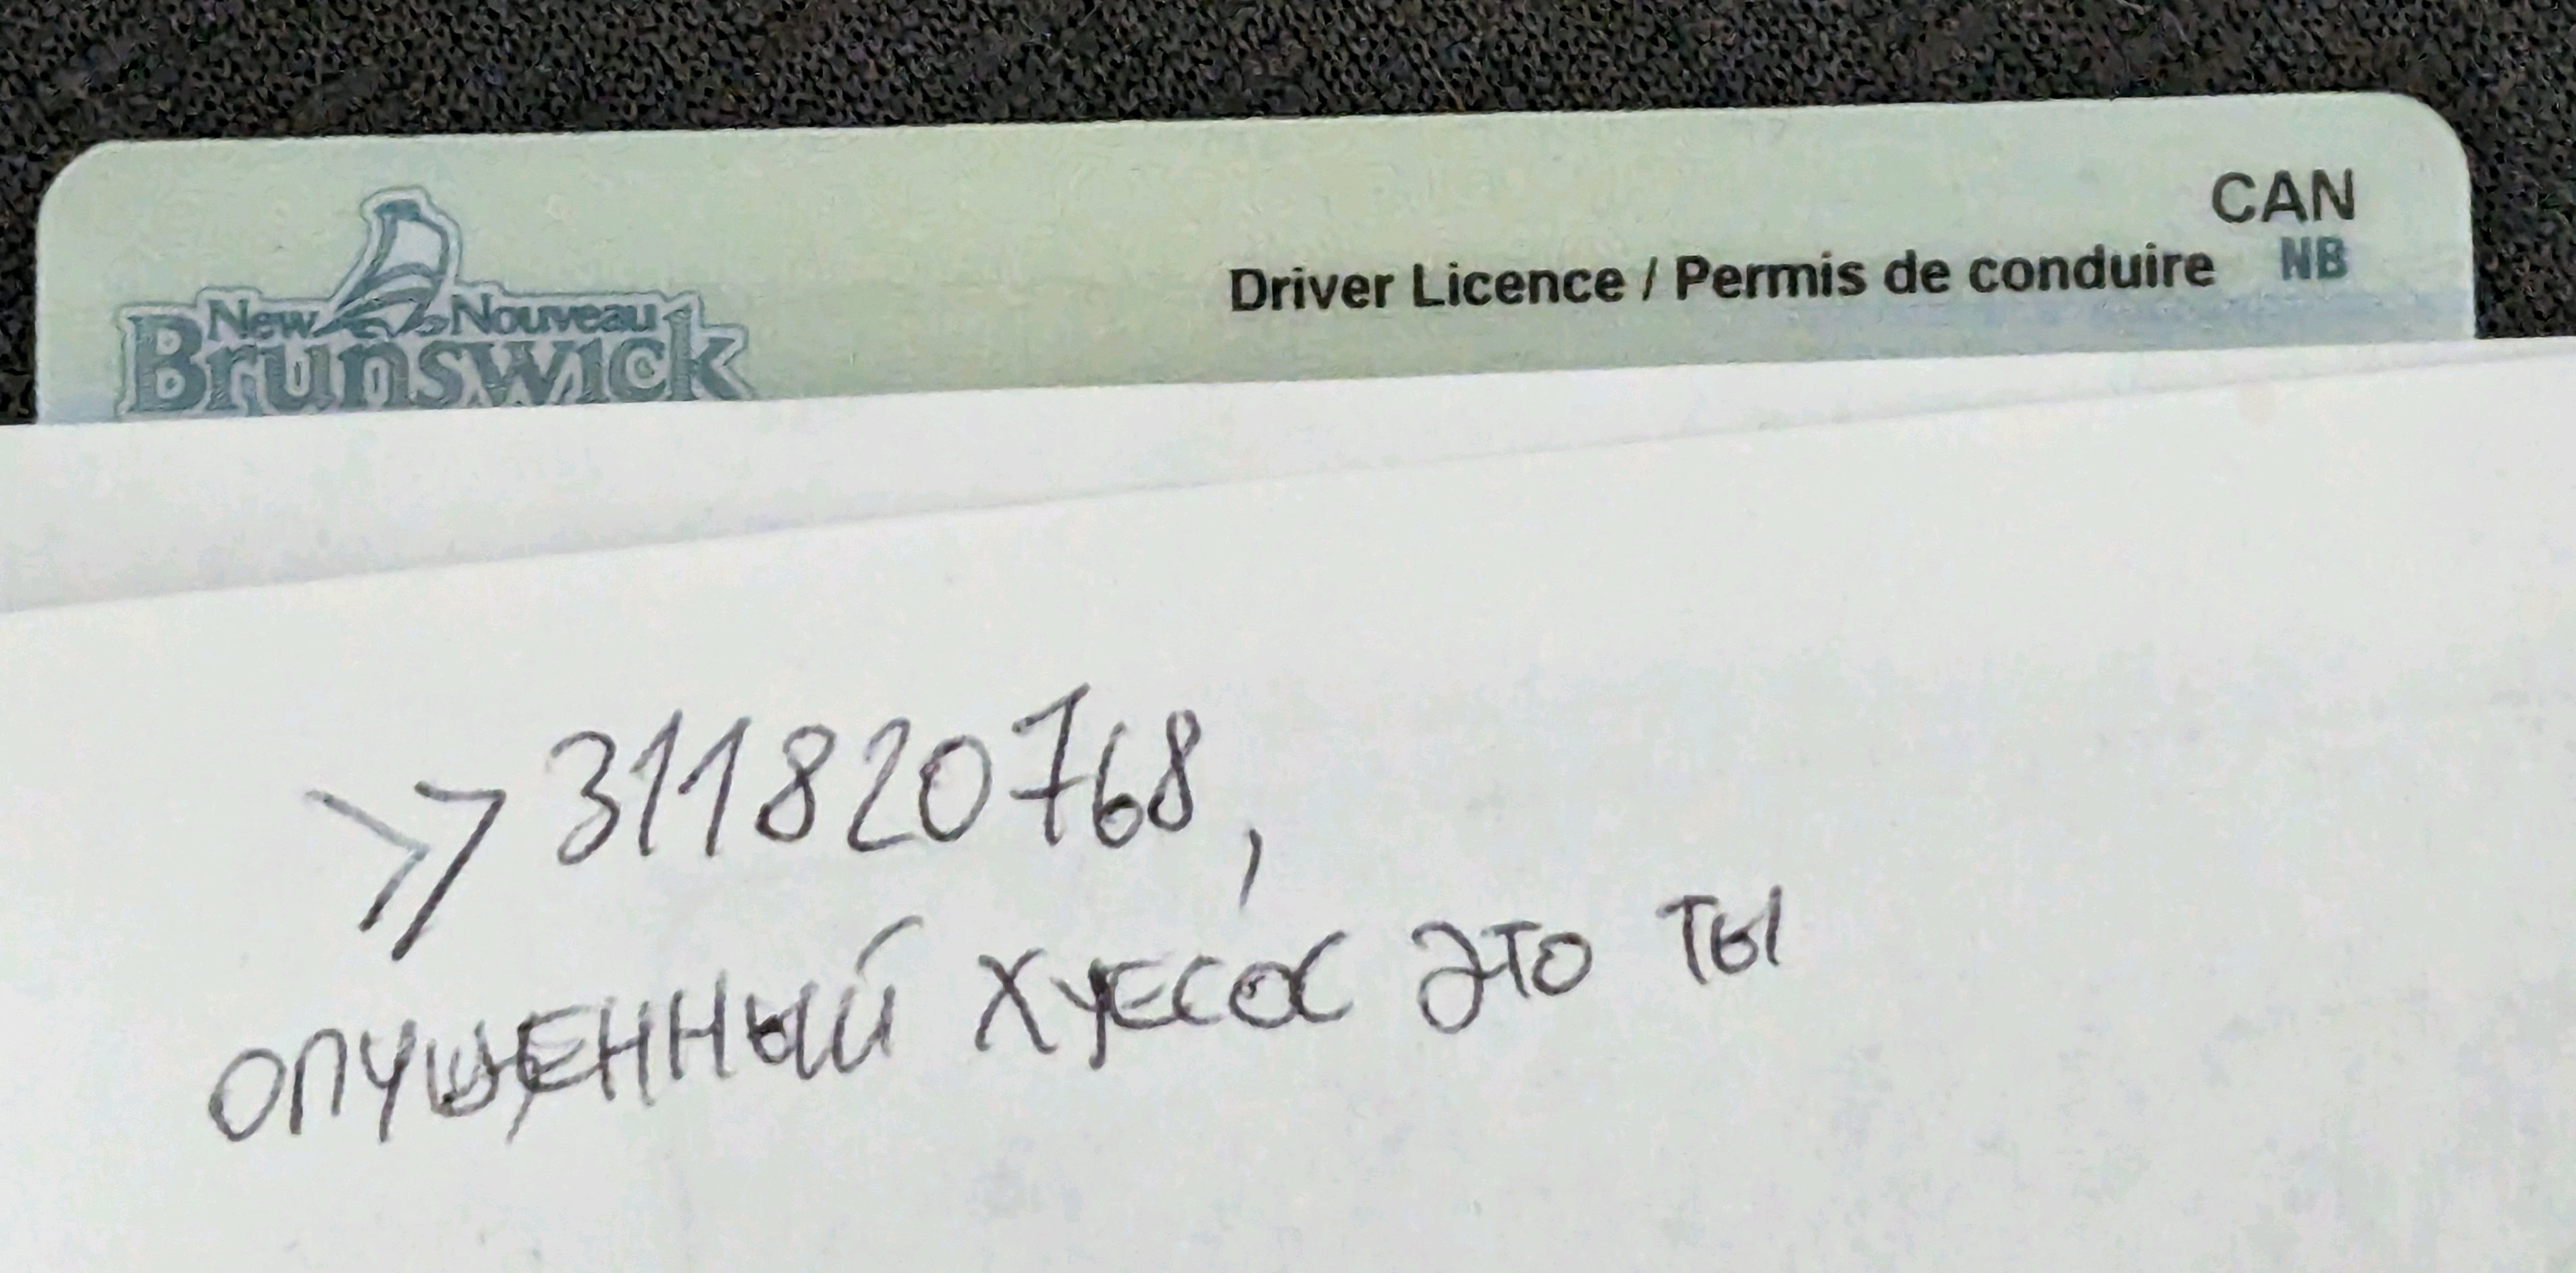 CAN
Driver Licence / Permis de conduire NB
New Nouveau
Brunswick
>>311820768,
опущенный хуесос это ты